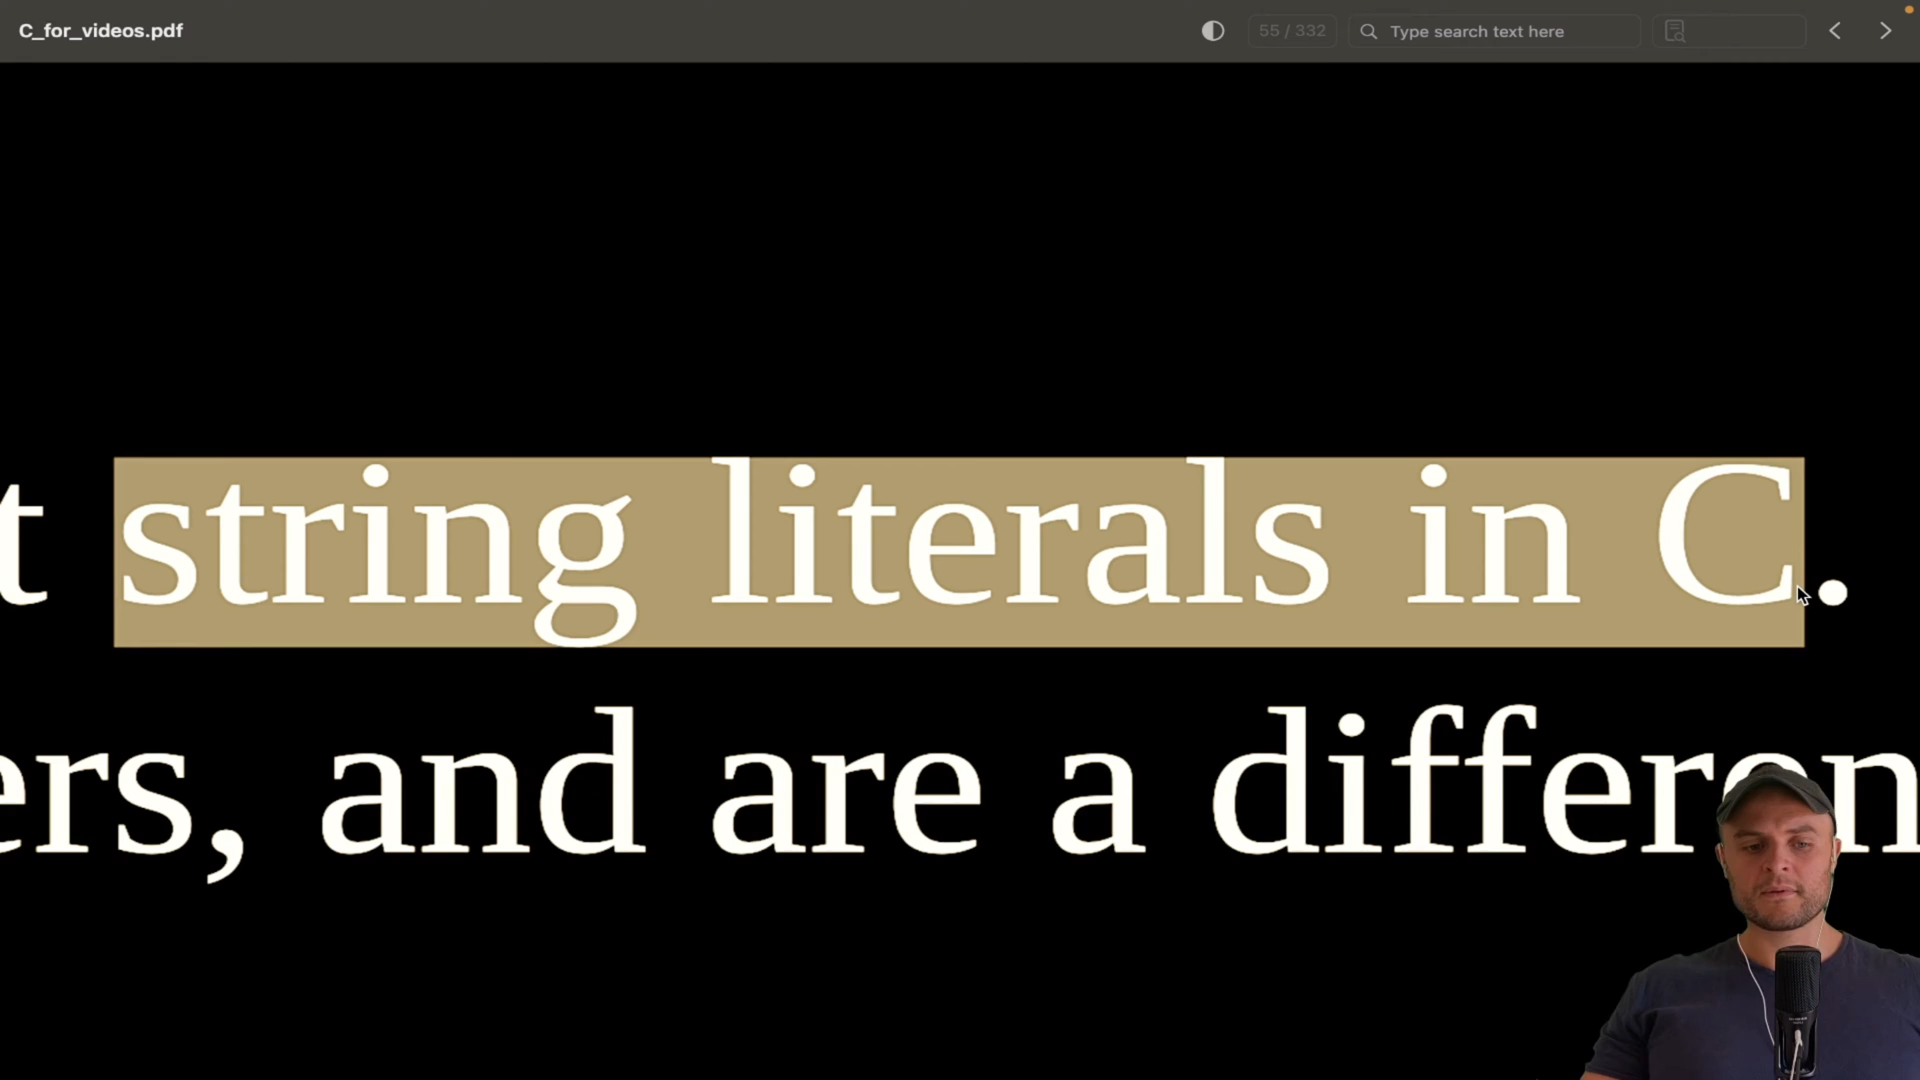 C_for_videos.pdf
55 / 332
Type search text here
t string literals in C.
ers, and are a differen